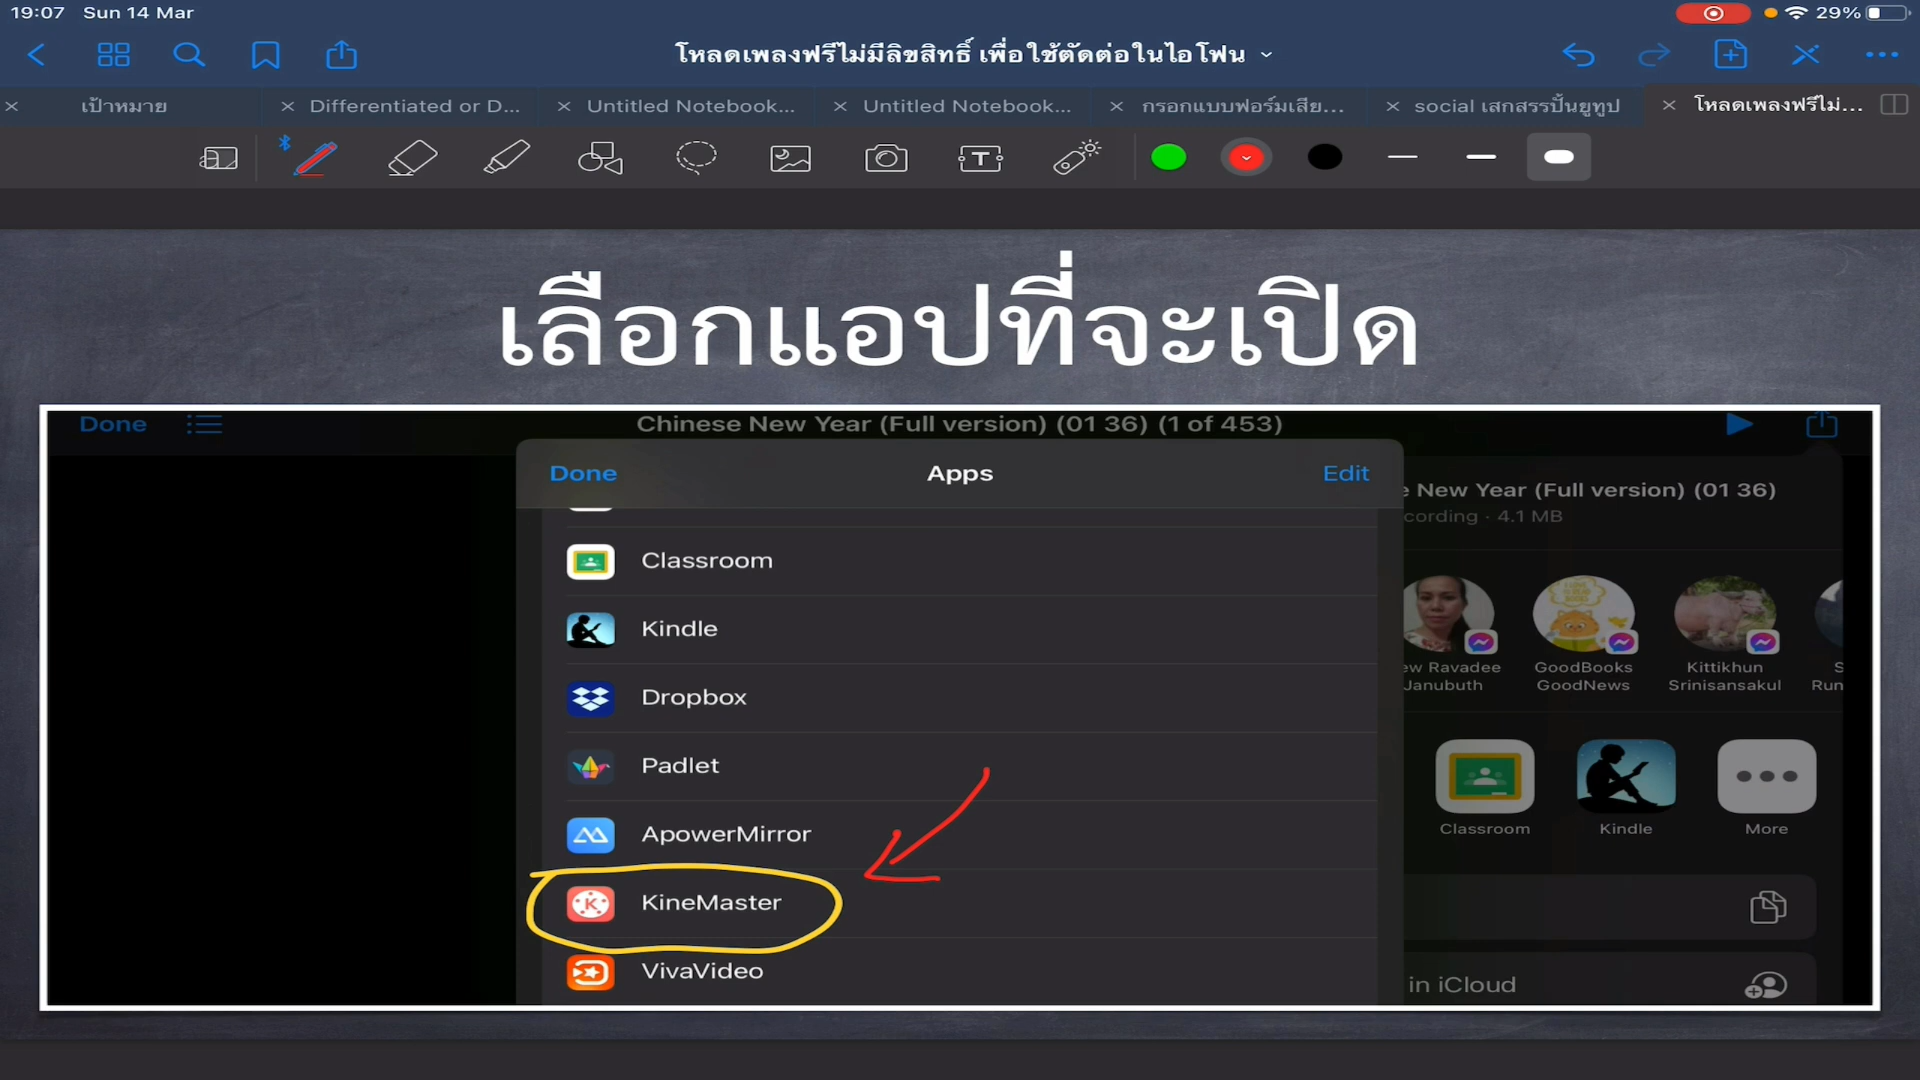 19:07 Sun 14 Mar 29%
โหลดเพลงฟรีไม่มีลิขสิทธิ์ เพื่อใช้ตัดต่อในไอโฟน
เป้าหมาย Differentiated or D... Untitled Notebook... Untitled Notebook... กรอกแบบฟอร์มเสีย... social เสกสรรปั้นยูทูป โหลดเพลงฟรีไม่...
เลือกแอปที่จะเปิด
Done Chinese New Year (Full version) (01 36) (1 of 453)
Done Apps Edit
New Year (Full version) (01 36)
cording · 4.1 MB
Classroom
Kindle
Dropbox
Padlet
ApowerMirror
KineMaster
VivaVideo
ew Ravadee
Janubuth
GoodBooks
GoodNews
Kittikhun
Srinisansakul
S
Run
Classroom Kindle More
in iCloud